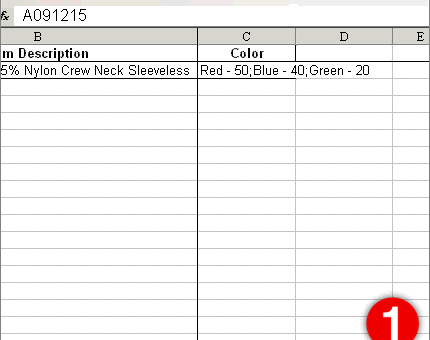 fx A091215
B C D E
m Description Color
5% Nylon Crew Neck Sleeveless Red - 50;Blue - 40;Green - 20
1